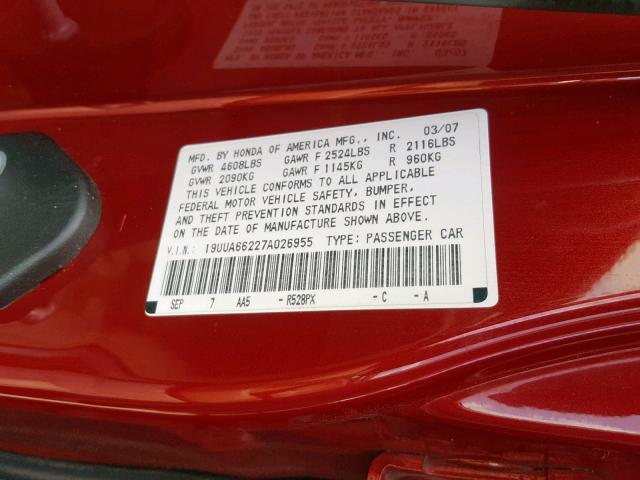 MFD. BY HONDA OF AMERICA MFG., INC. 03/07
GVWR 4608LBS GAWR F 2524LBS R 2116LBS
GVWR 2090KG GAWR F 1145KG R 960KG
THIS VEHICLE CONFORMS TO ALL APPLICABLE
FEDERAL MOTOR VEHICLE SAFETY, BUMPER,
AND THEFT PREVENTION STANDARDS IN EFFECT
ON THE DATE OF MANUFACTURE SHOWN ABOVE.
V.I.N.: 19UUA66227A026955 TYPE: PASSENGER CAR
SEP 7 AA5 - R528PX - C - A